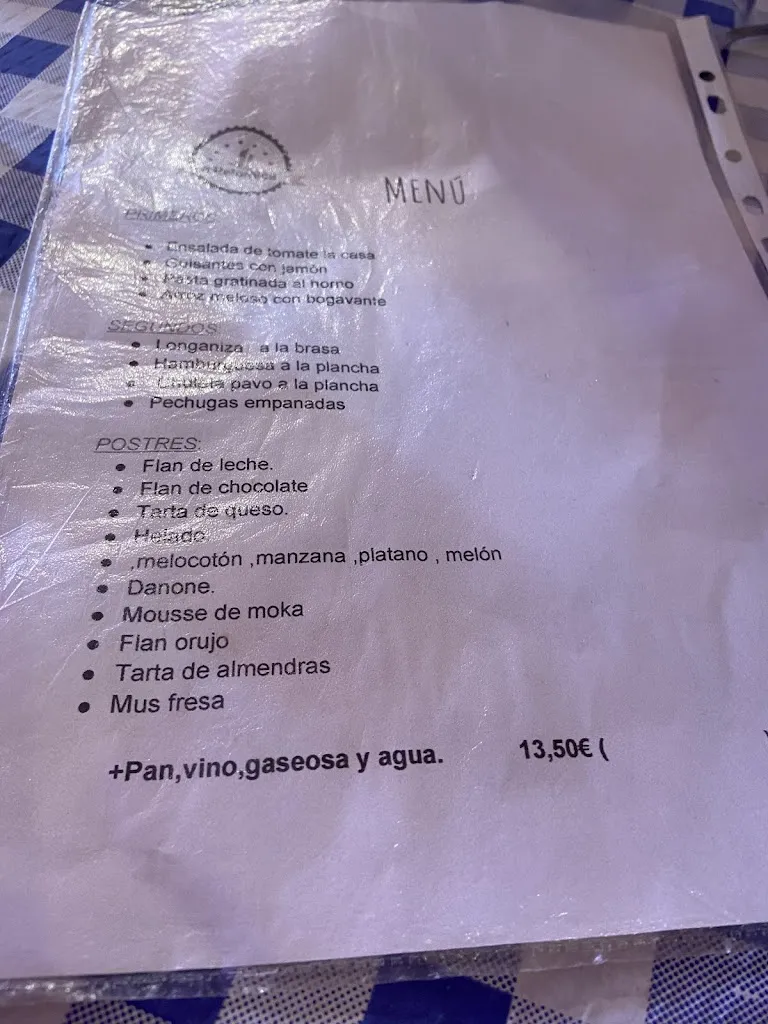 MENÚ
PRIMEROS
Ensalada de tomate la casa
Guisantes con jamón
Pasta gratinada al horno
Arroz meloso con bogavante
SEGUNDOS
Longaniza a la brasa
Hamburguesa a la plancha
Chuleta pavo a la plancha
Pechugas empanadas
POSTRES:
Flan de leche.
Flan de chocolate
Tarta de queso.
Helado.
,melocotón ,manzana ,platano , melón
Danone.
Mousse de moka
Flan orujo
Tarta de almendras
Mus fresa
+Pan,vino,gaseosa y agua. 13,50€ (